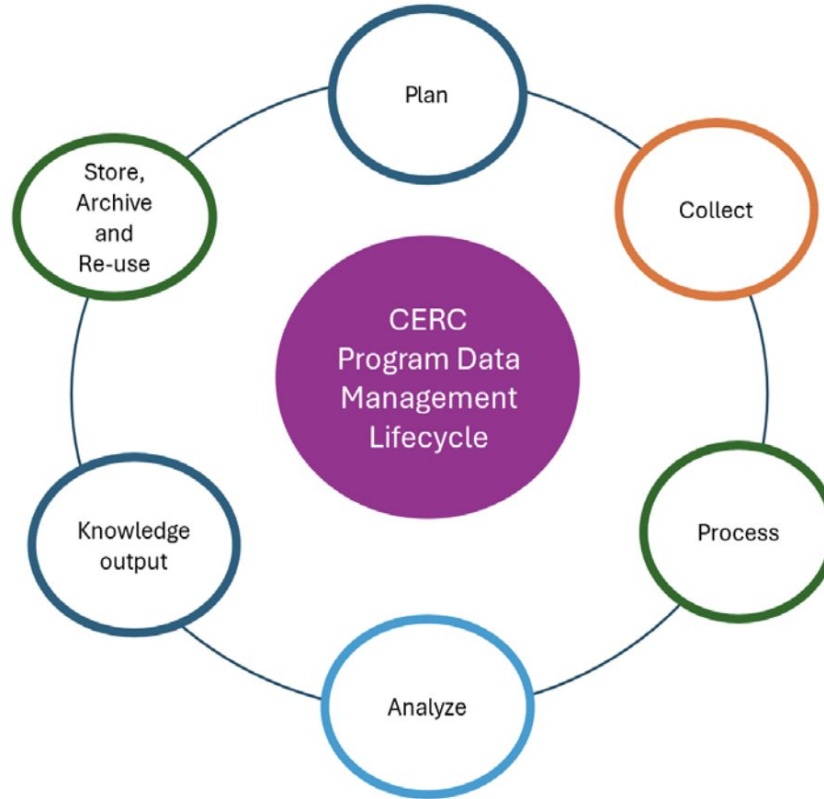 Plan
Collect
Process
Analyze
Knowledge
output
Store,
Archive
and
Re-use
CERC
Program Data
Management
Lifecycle